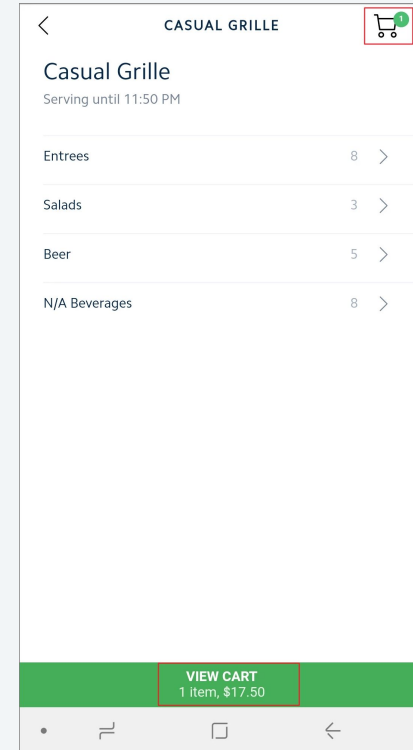 CASUAL GRILLE
1
Casual Grille
Serving until 11:50 PM
Entrees 8
Salads 3
Beer 5
N/A Beverages 8
VIEW CART
1 item, $17.50